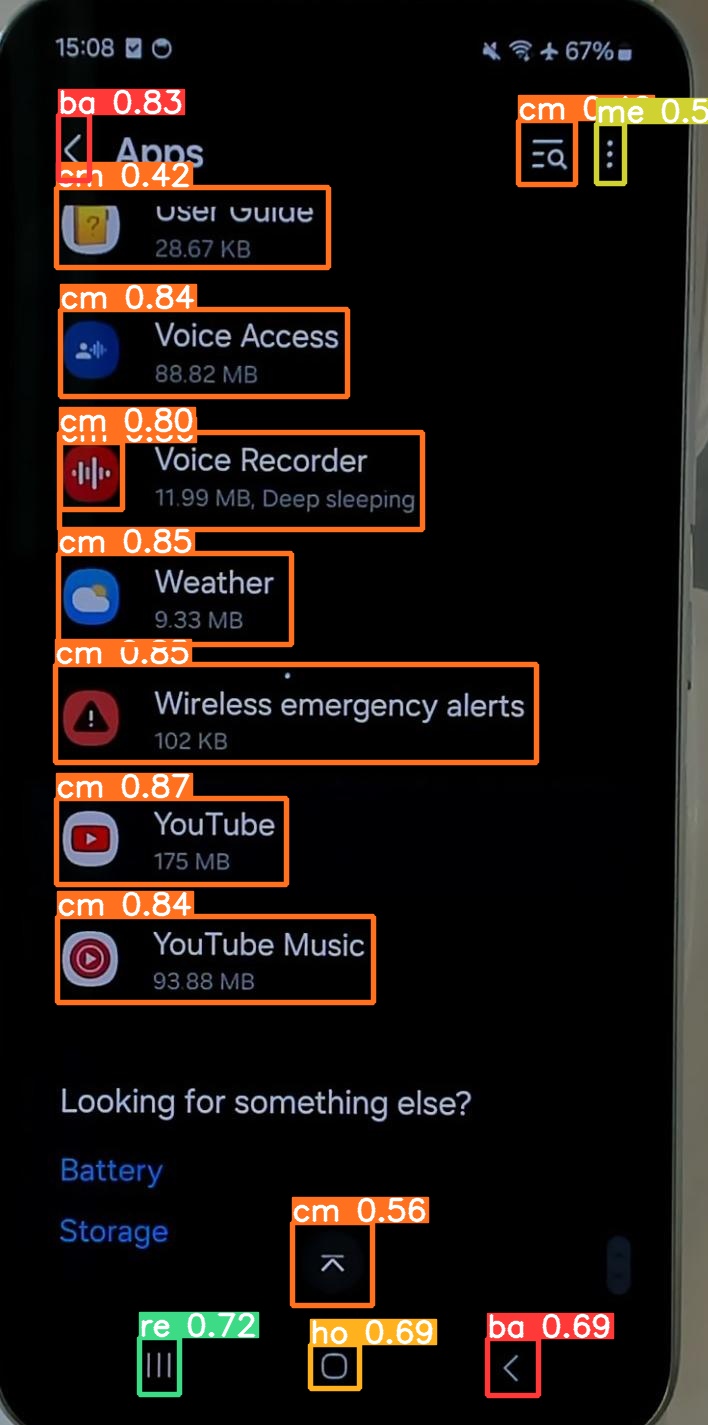 15:08 67%
ba 0.83
cm 0 me 0.5
Apps
cm 0.42
User Guide
28.67 KB
cm 0.84
Voice Access
88.82 MB
cm 0.80
Voice Recorder
11.99 MB, Deep sleeping
cm 0.85
Weather
9.33 MB
cm 0.85
Wireless emergency alerts
102 KB
cm 0.87
YouTube
175 MB
cm 0.84
YouTube Music
93.88 MB
Looking for something else?
Battery
Storage
cm 0.56
re 0.72 ho 0.69 ba 0.69